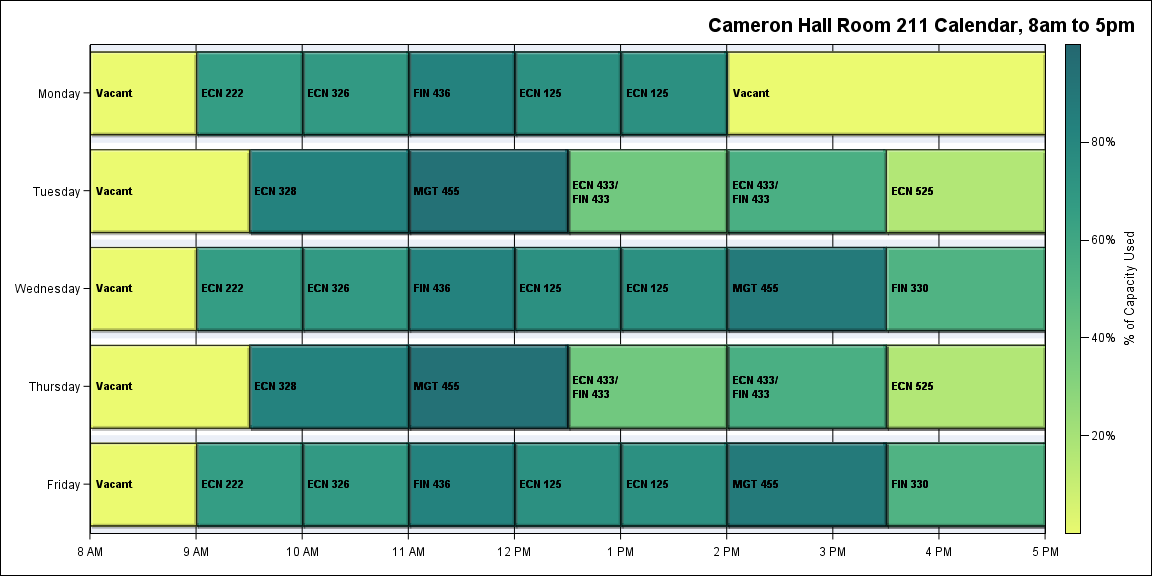 Cameron Hall Room 211 Calendar, 8am to 5pm
Monday
Vacant
ECN 222
ECN 326
FIN 436
ECN 125
ECN 125
Vacant
Tuesday
Vacant
ECN 328
MGT 455
ECN 433/
FIN 433
ECN 433/
FIN 433
ECN 525
Wednesday
Vacant
ECN 222
ECN 326
FIN 436
ECN 125
ECN 125
MGT 455
FIN 330
Thursday
Vacant
ECN 328
MGT 455
ECN 433/
FIN 433
ECN 433/
FIN 433
ECN 525
Friday
Vacant
ECN 222
ECN 326
FIN 436
ECN 125
ECN 125
MGT 455
FIN 330
8 AM
9 AM
10 AM
11 AM
12 PM
1 PM
2 PM
3 PM
4 PM
5 PM
80%
60%
40%
20%
% of Capacity Used